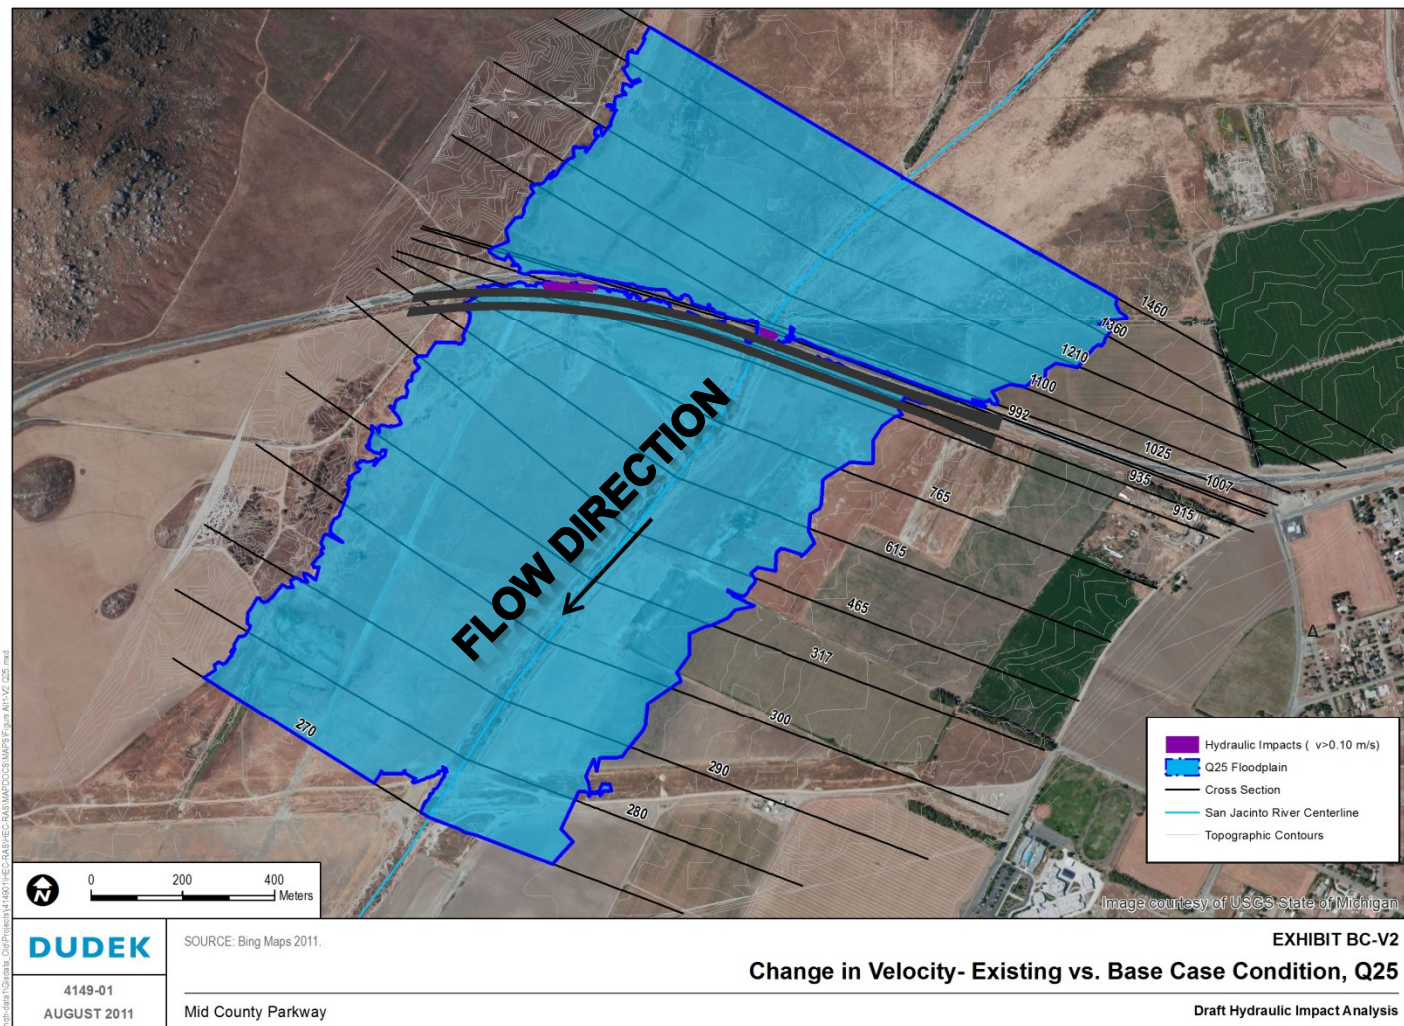 1460
1360
1210
1100
992
1025
1007
935
915
765
615
465
317
300
290
280
270
FLOW DIRECTION
Hydraulic Impacts ( v>0.10 m/s)
Q25 Floodplain
Cross Section
San Jacinto River Centerline
Topographic Contours
Image courtesy of USGS State of Michigan
N
0 200 400
Meters
DUDEK
4149-01
AUGUST 2011
SOURCE: Bing Maps 2011.
Mid County Parkway
EXHIBIT BC-V2
Change in Velocity- Existing vs. Base Case Condition, Q25
Draft Hydraulic Impact Analysis